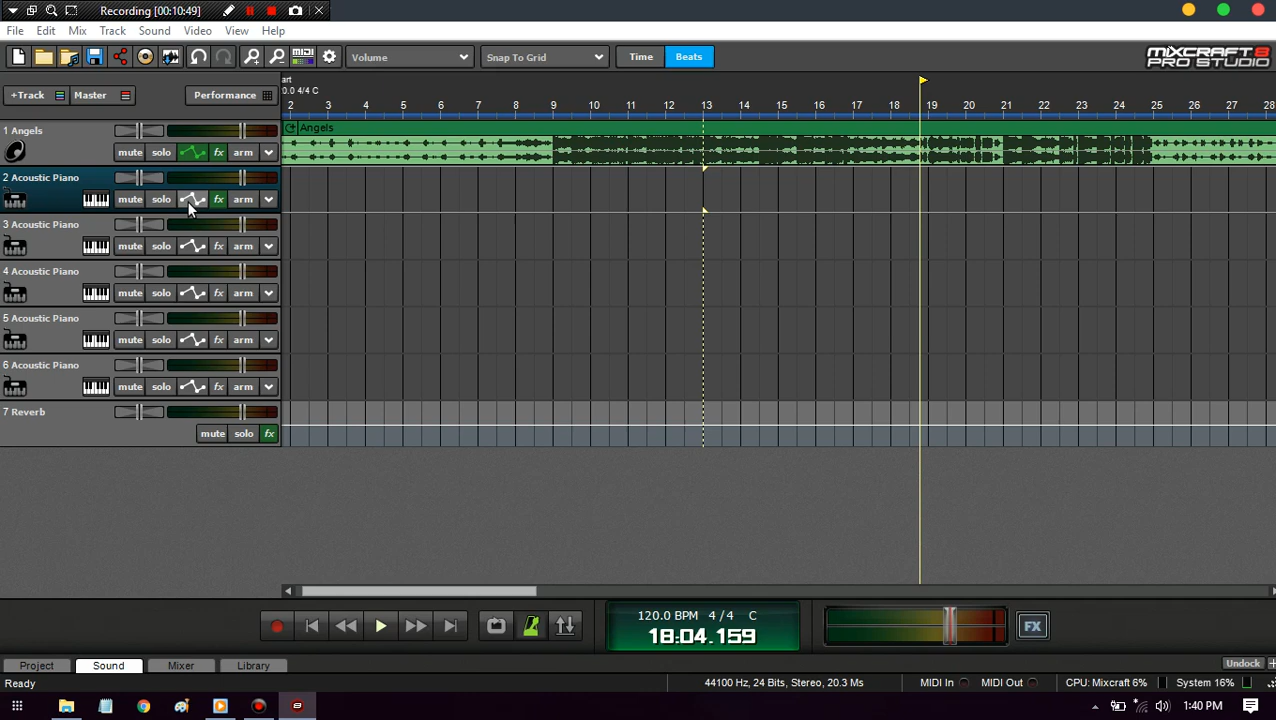 Recording [00:10:49]
File Edit Mix Track Sound Video View Help
Volume Snap To Grid Time Beats MIXCRAFT 8 PRO STUDIO
+Track Master Performance
art
0.0 4/4 C
2 3 4 5 6 7 8 9 10 11 12 13 14 15 16 17 18 19 20 21 22 23 24 25 26 27 28
1 Angels
Angels
mute solo fx arm
2 Acoustic Piano
mute solo fx arm
3 Acoustic Piano
mute solo fx arm
4 Acoustic Piano
mute solo fx arm
5 Acoustic Piano
mute solo fx arm
6 Acoustic Piano
mute solo fx arm
7 Reverb
mute solo fx
120.0 BPM 4 / 4 C
18:04.159
FX
Project Sound Mixer Library Undock
Ready 44100 Hz, 24 Bits, Stereo, 20.3 Ms MIDI In MIDI Out CPU: Mixcraft 6% System 16%
1:40 PM